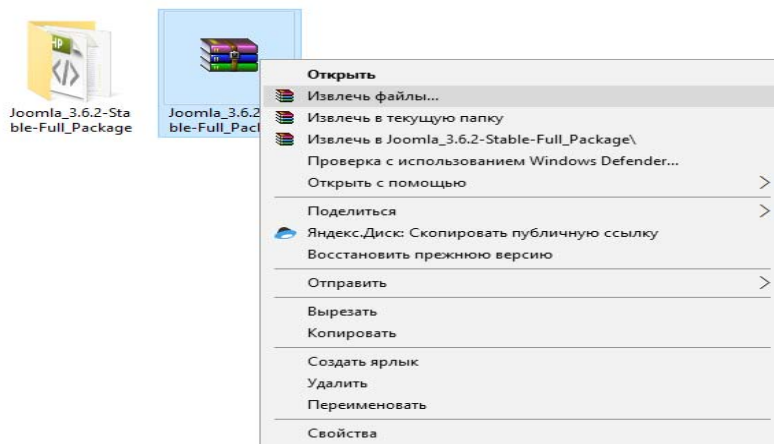 Joomla_3.6.2-Sta
ble-Full_Package
Joomla_3.6.2
ble-Full_Pac
Открыть
Извлечь файлы...
Извлечь в текущую папку
Извлечь в Joomla_3.6.2-Stable-Full_Package\
Проверка с использованием Windows Defender...
Открыть с помощью
Поделиться
Яндекс.Диск: Скопировать публичную ссылку
Восстановить прежнюю версию
Отправить
Вырезать
Копировать
Создать ярлык
Удалить
Переименовать
Свойства